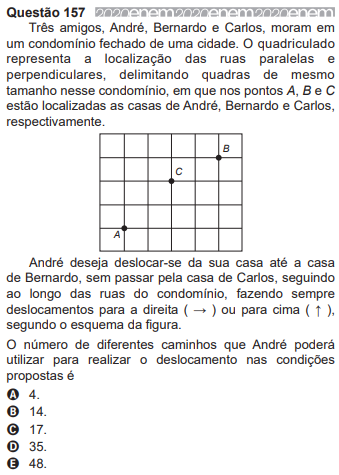 Questão 157 2020enem2020enem2020enem
Três amigos, André, Bernardo e Carlos, moram em
um condomínio fechado de uma cidade. O quadriculado
representa a localização das ruas paralelas e
perpendiculares, delimitando quadras de mesmo
tamanho nesse condomínio, em que nos pontos A, B e C
estão localizadas as casas de André, Bernardo e Carlos,
respectivamente.
B
C
A
André deseja deslocar-se da sua casa até a casa
de Bernardo, sem passar pela casa de Carlos, seguindo
ao longo das ruas do condomínio, fazendo sempre
deslocamentos para a direita ( → ) ou para cima ( ↑ ),
segundo o esquema da figura.
O número de diferentes caminhos que André poderá
utilizar para realizar o deslocamento nas condições
propostas é
A 4.
B 14.
C 17.
D 35.
E 48.